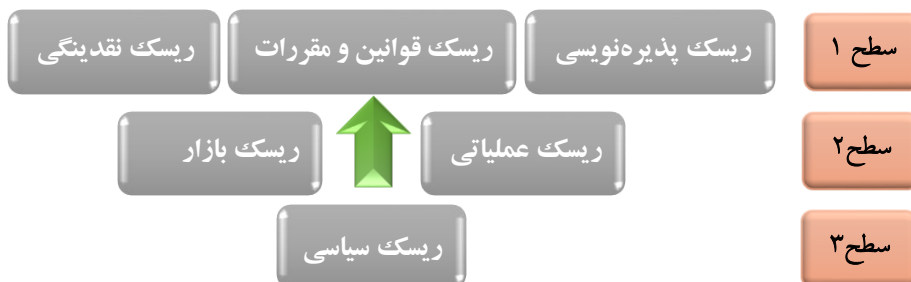 سطح ۱
ریسک پذیره‌نویسی
ریسک قوانین و مقررات
ریسک نقدینگی
سطح۲
ریسک عملیاتی
ریسک بازار
سطح۳
ریسک سیاسی